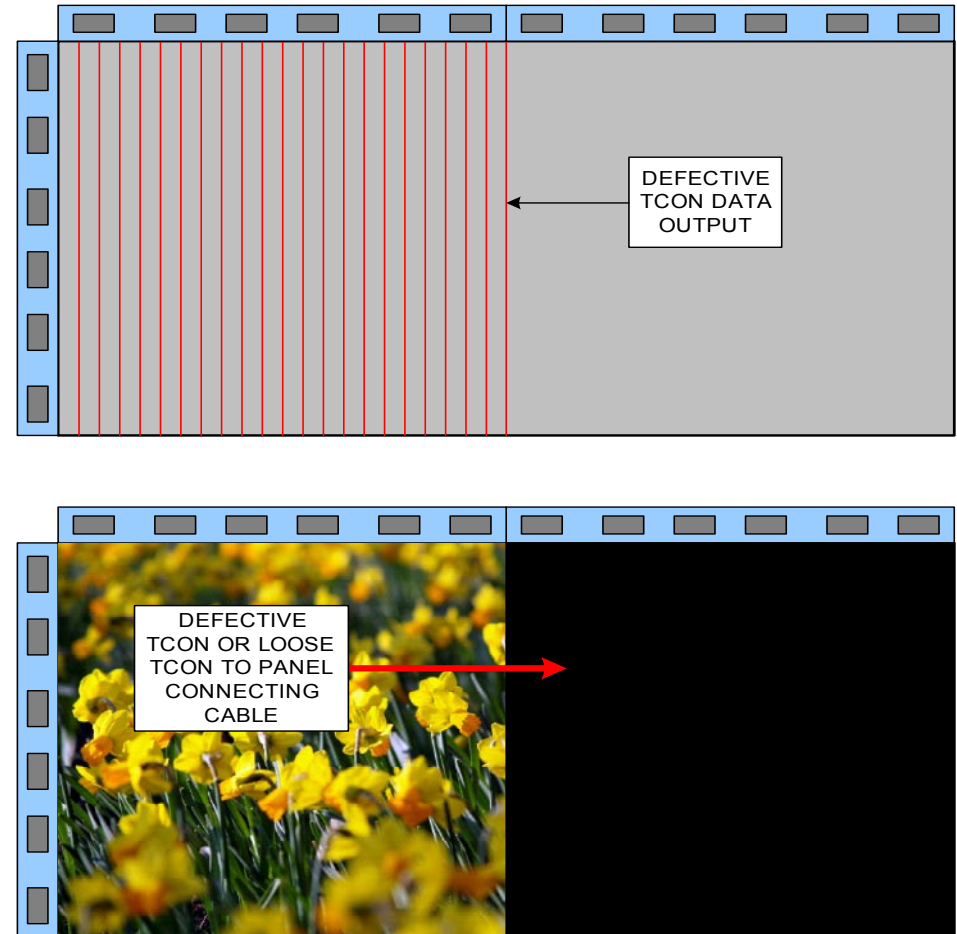 DEFECTIVE
TCON DATA
OUTPUT
DEFECTIVE
TCON OR LOOSE
TCON TO PANEL
CONNECTING
CABLE